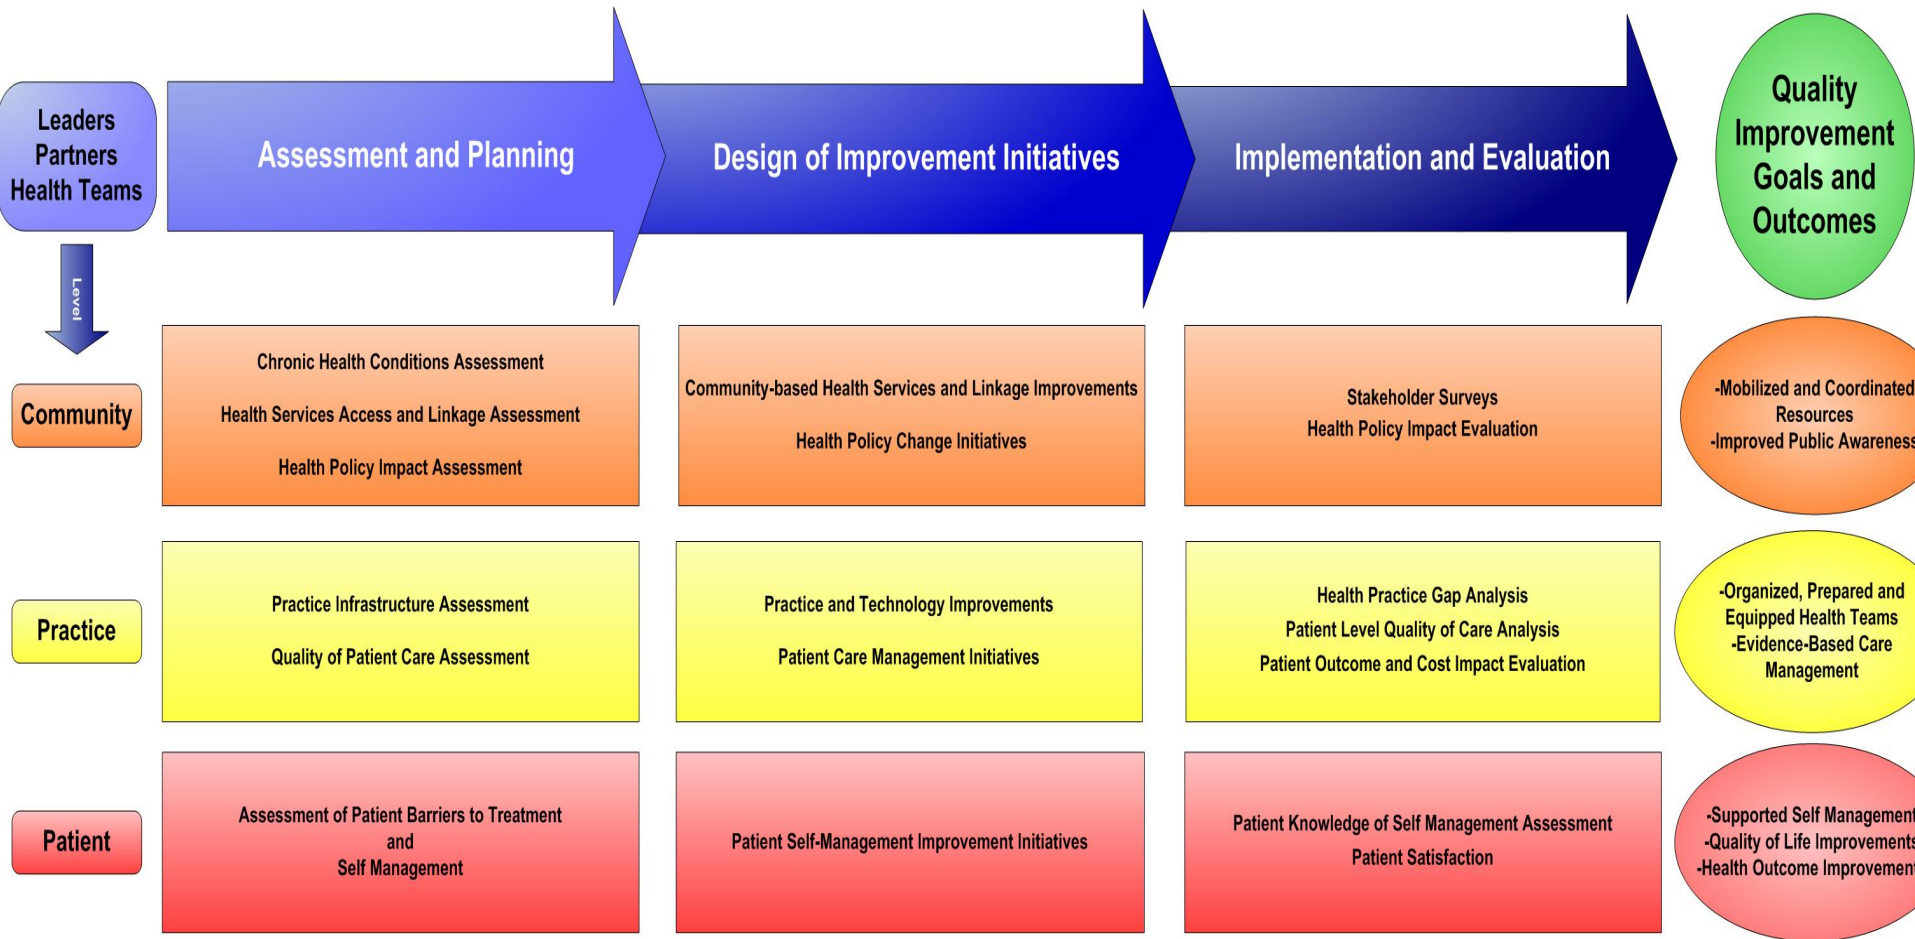 Leaders
Partners
Health Teams
Assessment and Planning
Design of Improvement Initiatives
Implementation and Evaluation
Quality
Improvement
Goals and
Outcomes
Level
Community
Chronic Health Conditions Assessment
Health Services Access and Linkage Assessment
Health Policy Impact Assessment
Community-based Health Services and Linkage Improvements
Health Policy Change Initiatives
Stakeholder Surveys
Health Policy Impact Evaluation
-Mobilized and Coordinated
Resources
-Improved Public Awareness
Practice
Practice Infrastructure Assessment
Quality of Patient Care Assessment
Practice and Technology Improvements
Patient Care Management Initiatives
Health Practice Gap Analysis
Patient Level Quality of Care Analysis
Patient Outcome and Cost Impact Evaluation
-Organized, Prepared and
Equipped Health Teams
-Evidence-Based Care
Management
Patient
Assessment of Patient Barriers to Treatment
and
Self Management
Patient Self-Management Improvement Initiatives
Patient Knowledge of Self Management Assessment
Patient Satisfaction
-Supported Self Management
-Quality of Life Improvements
-Health Outcome Improvement